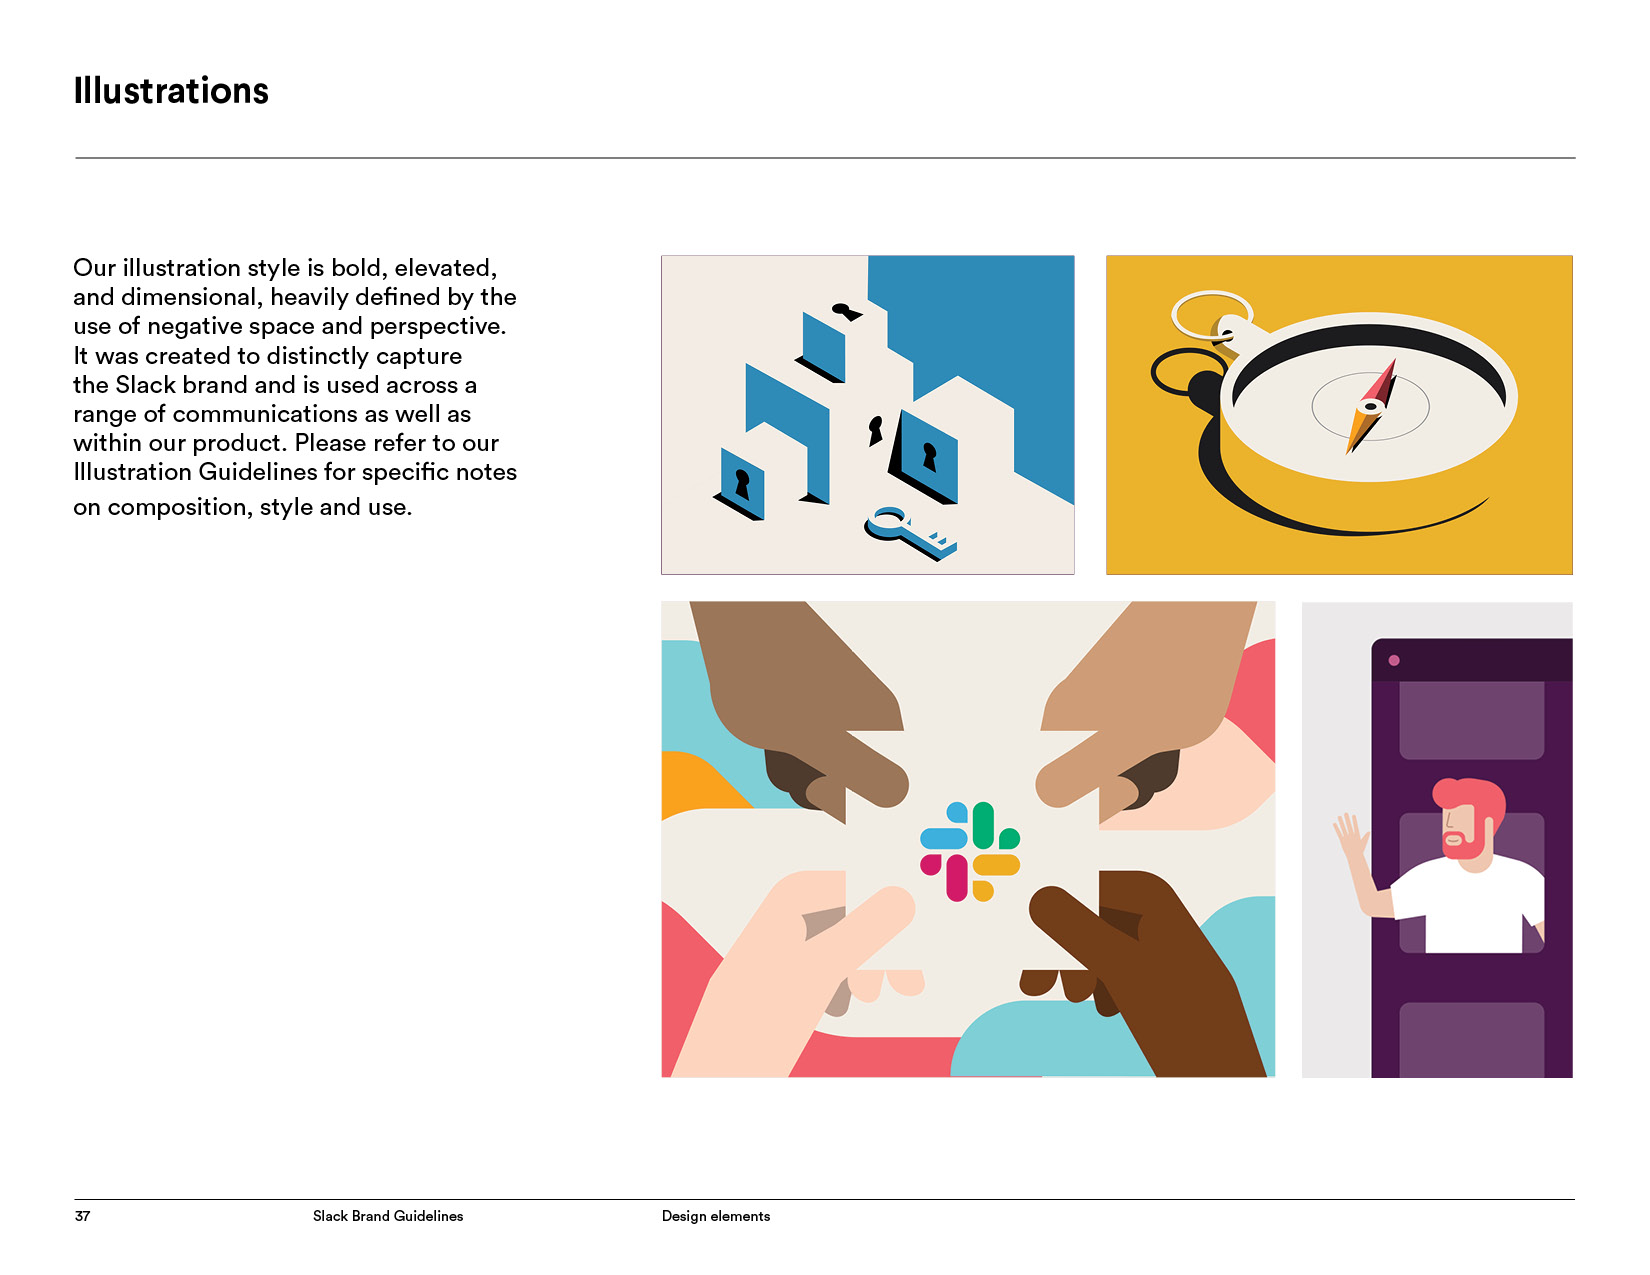 Illustrations
Our illustration style is bold, elevated,
and dimensional, heavily defined by the
use of negative space and perspective.
It was created to distinctly capture
the Slack brand and is used across a
range of communications as well as
within our product. Please refer to our
Illustration Guidelines for specific notes
on composition, style and use.
37
Slack Brand Guidelines
Design elements